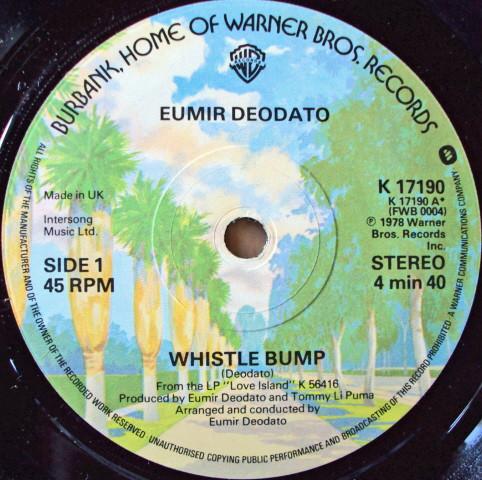 BURBANK, HOME OF WARNER BROS. RECORDS
EUMIR DEODATO
Made in UK
Intersong
Music Ltd.
SIDE 1
45 RPM
K 17190
K 17190 A*
(FWB 0004)
℗ 1978 Warner
Bros. Records
Inc.
STEREO
4 min 40
WHISTLE BUMP
(Deodato)
From the LP "Love Island" K 56416
Produced by Eumir Deodato and Tommy Li Puma
Arranged and conducted by
Eumir Deodato
ALL RIGHTS OF THE MANUFACTURER AND OF THE OWNER OF THE RECORDED WORK RESERVED UNAUTHORISED COPYING PUBLIC PERFORMANCE AND BROADCASTING OF THIS RECORD PROHIBITED · A WARNER COMMUNICATIONS COMPANY